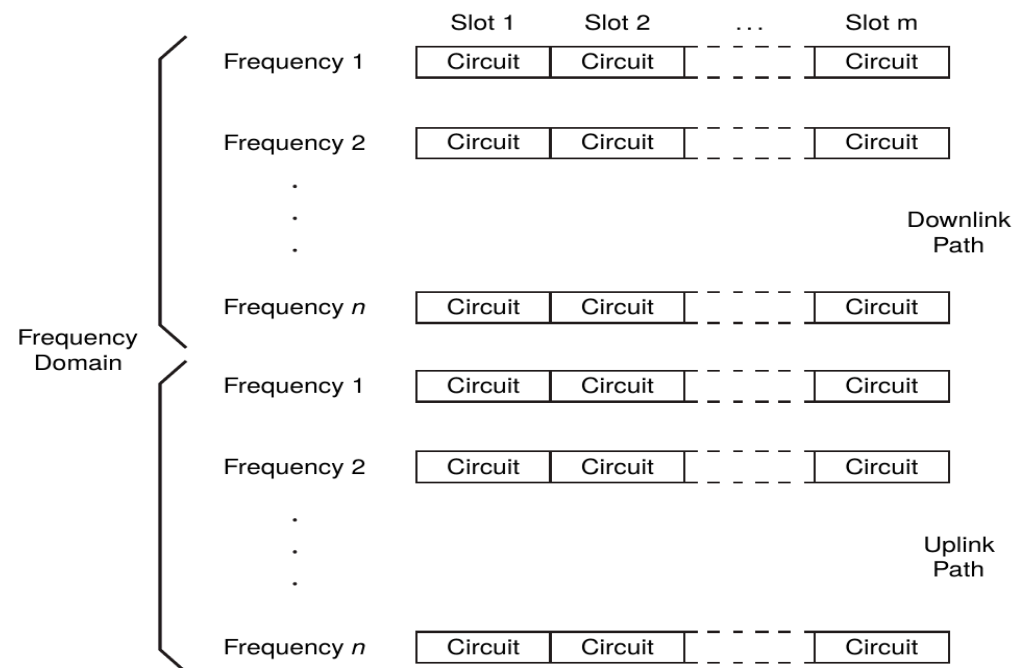 Slot 1 Slot 2 ... Slot m
Frequency 1 Circuit Circuit Circuit
Frequency 2 Circuit Circuit Circuit
.
.
.
Downlink
Path
Frequency n Circuit Circuit Circuit
Frequency
Domain
Frequency 1 Circuit Circuit Circuit
Frequency 2 Circuit Circuit Circuit
.
.
.
Uplink
Path
Frequency n Circuit Circuit Circuit